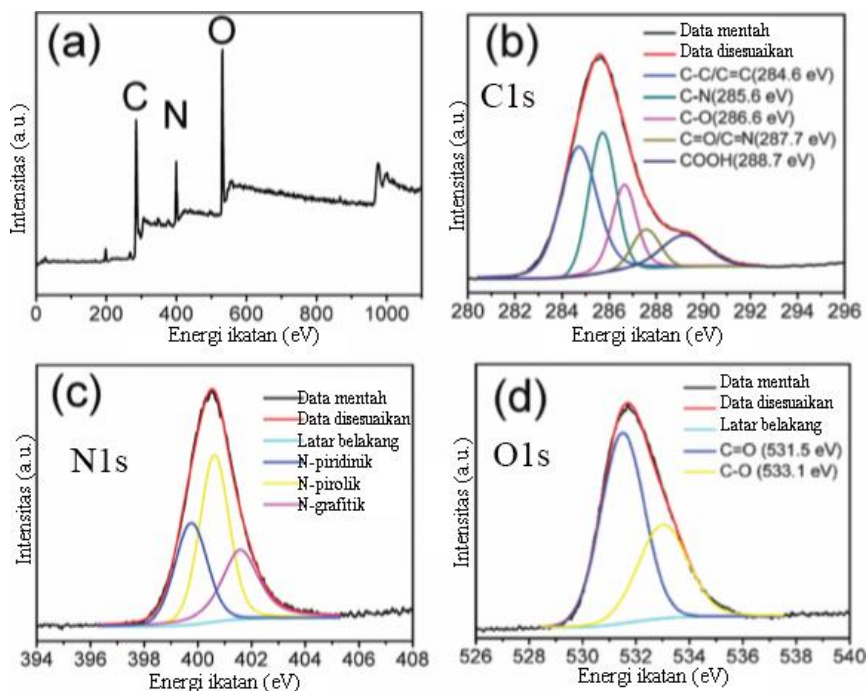 (a)
C
N
O
Intensitas (a.u.)
0 200 400 600 800 1000
Energi ikatan (eV)
(b)
C1s
Data mentah
Data disesuaikan
C-C/C=C(284.6 eV)
C-N(285.6 eV)
C-O(286.6 eV)
C=O/C=N(287.7 eV)
COOH(288.7 eV)
Intensitas (a.u.)
280 282 284 286 288 290 292 294 296
Energi ikatan (eV)
(c)
N1s
Data mentah
Data disesuaikan
Latar belakang
N-piridinik
N-pirolik
N-grafitik
Intensitas (a.u.)
394 396 398 400 402 404 406 408
Energi ikatan (eV)
(d)
O1s
Data mentah
Data disesuaikan
Latar belakang
C=O (531.5 eV)
C-O (533.1 eV)
Intensitas (a.u.)
526 528 530 532 534 536 538 540
Energi ikatan (eV)